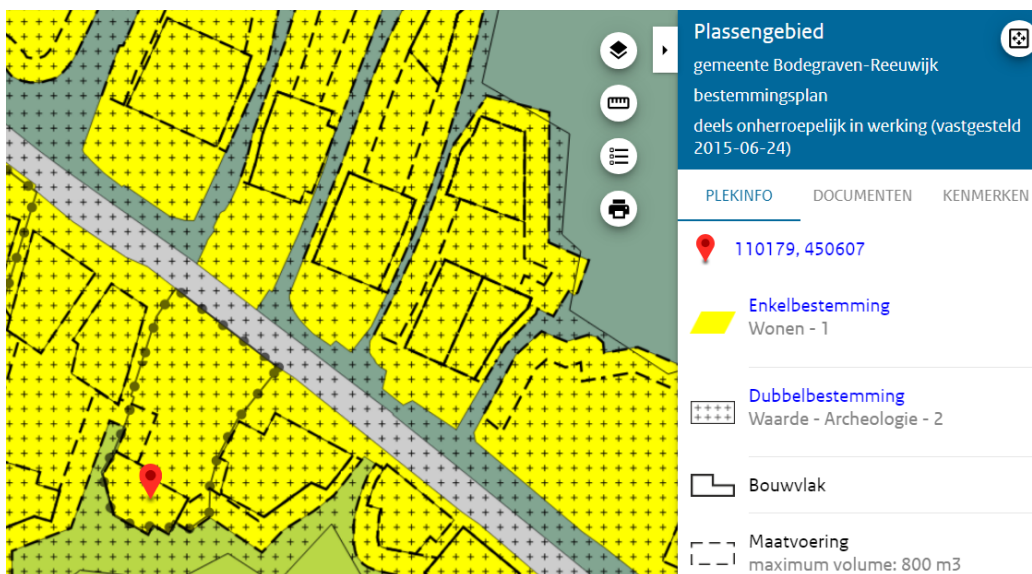 Plassengebied
gemeente Bodegraven-Reeuwijk
bestemmingsplan
deels onherroepelijk in werking (vastgesteld
2015-06-24)
PLEKINFO DOCUMENTEN KENMERKEN
110179, 450607
Enkelbestemming
Wonen - 1
Dubbelbestemming
Waarde - Archeologie - 2
Bouwvlak
Maatvoering
maximum volume: 800 m3